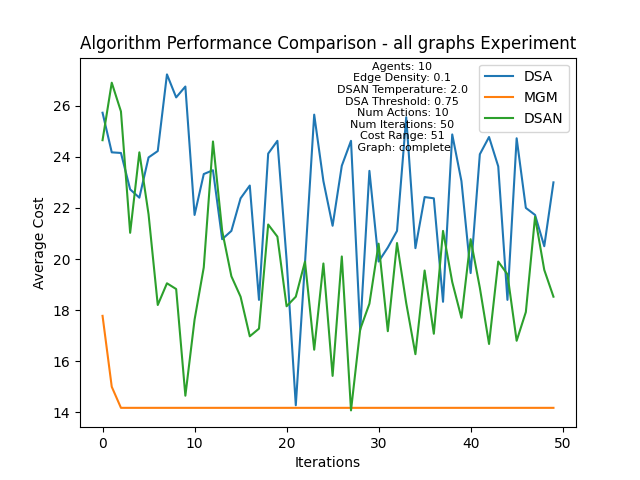 Algorithm Performance Comparison - all graphs Experiment
Agents: 10
Edge Density: 0.1
DSAN Temperature: 2.0
DSA Threshold: 0.75
Num Actions: 10
Num Iterations: 50
Cost Range: 51
Graph: complete
DSA
MGM
DSAN
Average Cost
26
24
22
20
18
16
14
0
10
20
30
40
50
Iterations